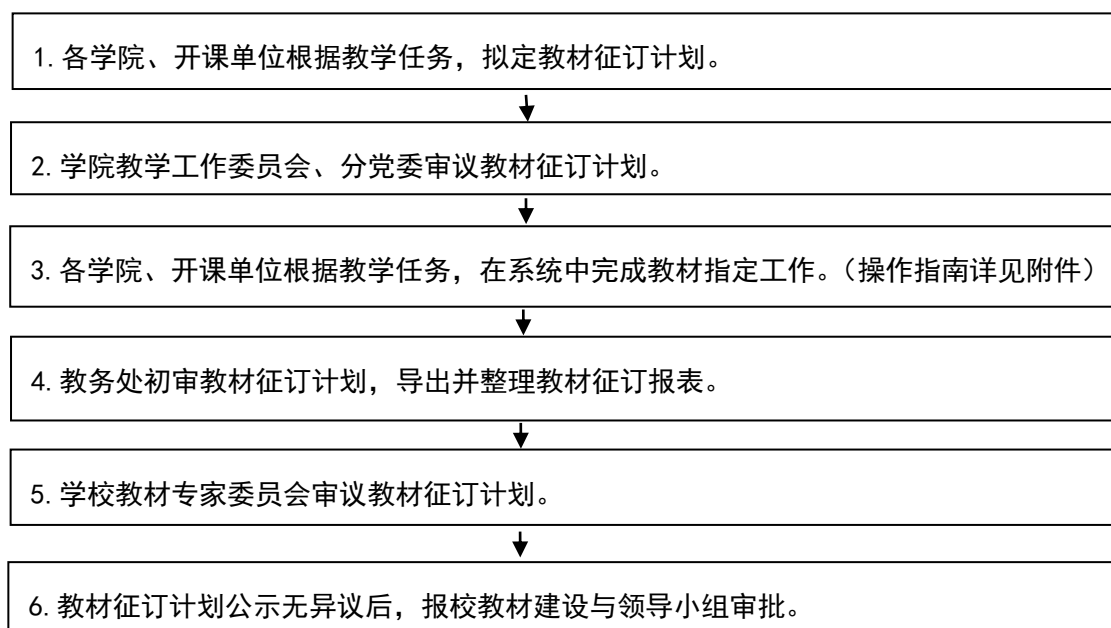 1.各学院、开课单位根据教学任务，拟定教材征订计划。
2.学院教学工作委员会、分党委审议教材征订计划。
3.各学院、开课单位根据教学任务，在系统中完成教材指定工作。（操作指南详见附件）
4.教务处初审教材征订计划，导出并整理教材征订报表。
5.学校教材专家委员会审议教材征订计划。
6.教材征订计划公示无异议后，报校教材建设与领导小组审批。